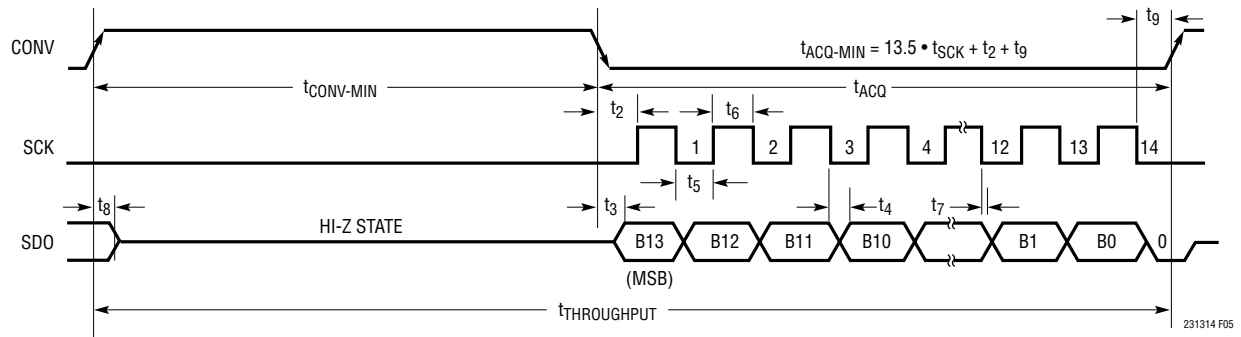 CONV
t9
tACQ-MIN = 13.5 • tSCK + t2 + t9
tCONV-MIN
tACQ
t2
t6
SCK
1 2 3 4 12 13 14
t5
t8
t3
t4
t7
SDO
HI-Z STATE
B13 B12 B11 B10 B1 B0 0
(MSB)
tTHROUGHPUT
231314 F05